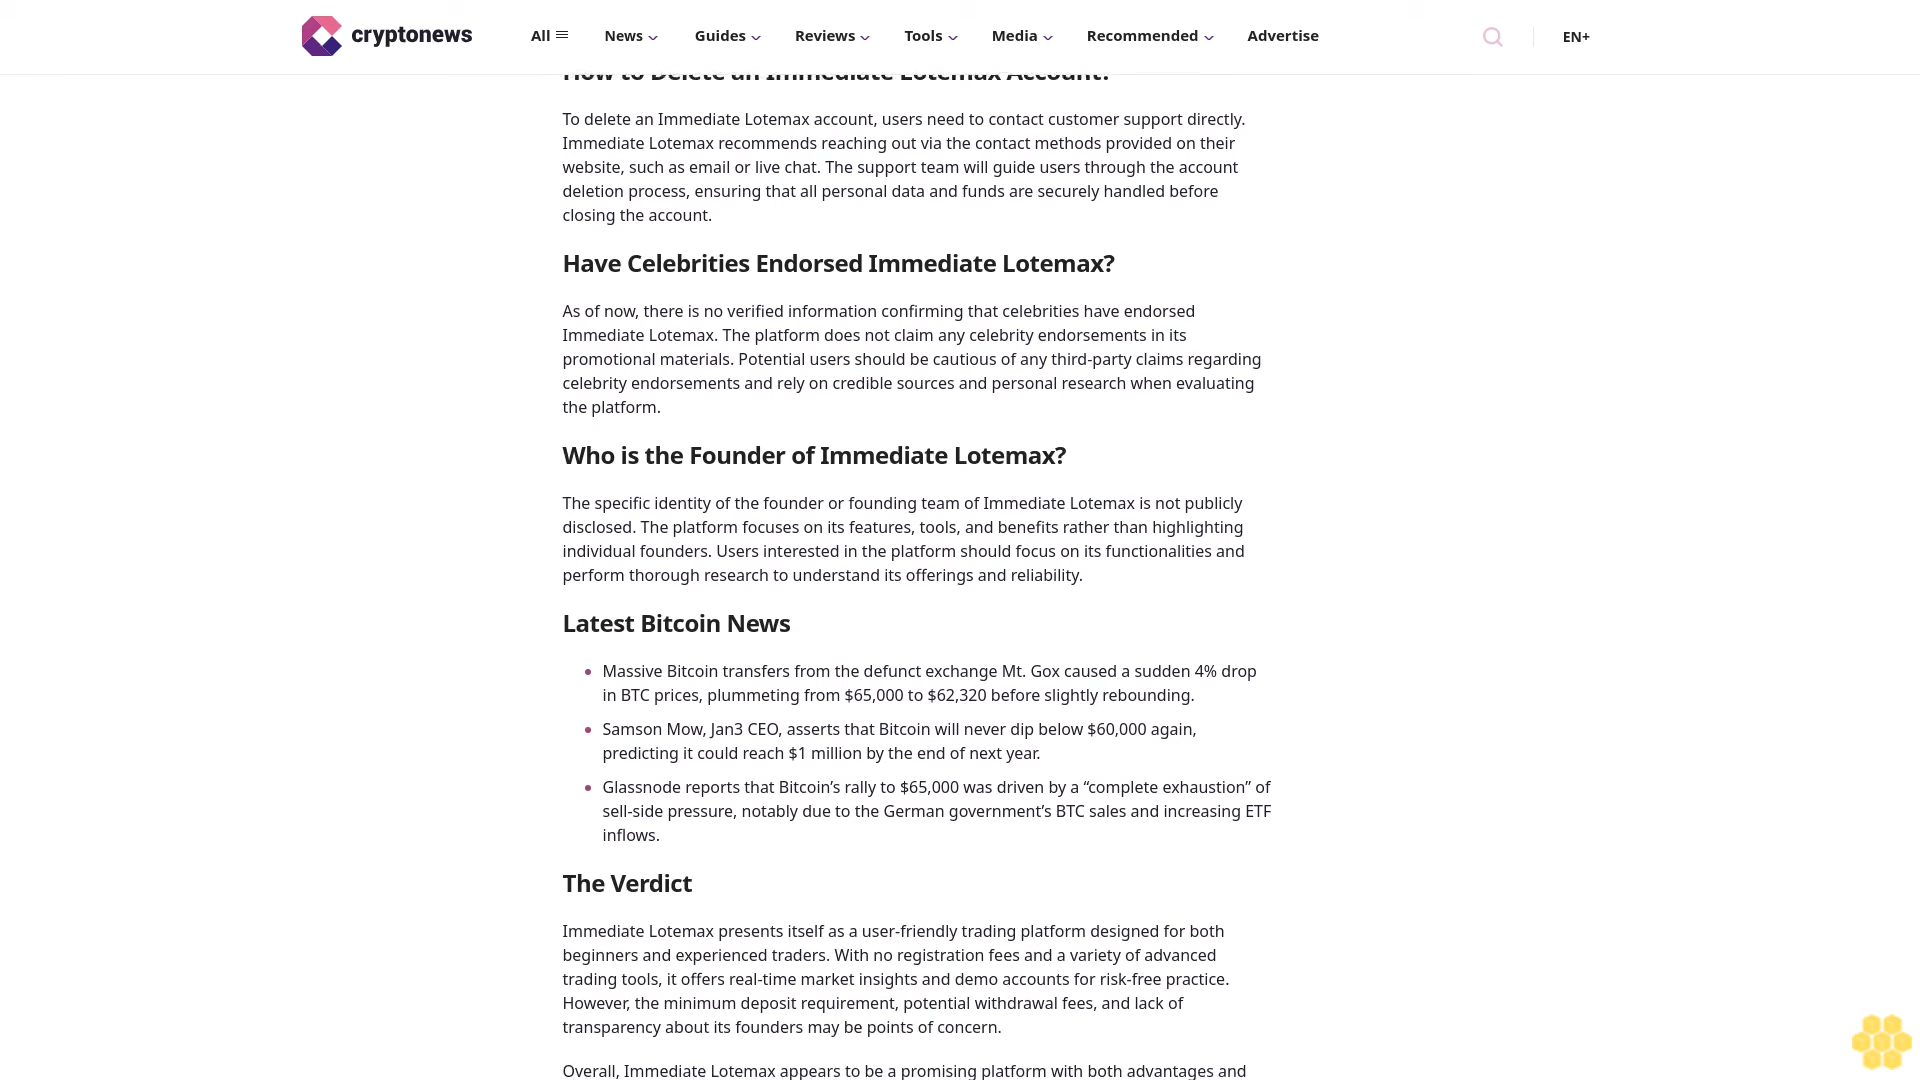 cryptonews
All
News
Guides
Reviews
Tools
Media
Recommended
Advertise
EN+
How to Delete an Immediate Lotemax Account?
To delete an Immediate Lotemax account, users need to contact customer support directly.
Immediate Lotemax recommends reaching out via the contact methods provided on their
website, such as email or live chat. The support team will guide users through the account
deletion process, ensuring that all personal data and funds are securely handled before
closing the account.
Have Celebrities Endorsed Immediate Lotemax?
As of now, there is no verified information confirming that celebrities have endorsed
Immediate Lotemax. The platform does not claim any celebrity endorsements in its
promotional materials. Potential users should be cautious of any third-party claims regarding
celebrity endorsements and rely on credible sources and personal research when evaluating
the platform.
Who is the Founder of Immediate Lotemax?
The specific identity of the founder or founding team of Immediate Lotemax is not publicly
disclosed. The platform focuses on its features, tools, and benefits rather than highlighting
individual founders. Users interested in the platform should focus on its functionalities and
perform thorough research to understand its offerings and reliability.
Latest Bitcoin News
Massive Bitcoin transfers from the defunct exchange Mt. Gox caused a sudden 4% drop
in BTC prices, plummeting from $65,000 to $62,320 before slightly rebounding.
Samson Mow, Jan3 CEO, asserts that Bitcoin will never dip below $60,000 again,
predicting it could reach $1 million by the end of next year.
Glassnode reports that Bitcoin’s rally to $65,000 was driven by a “complete exhaustion” of
sell-side pressure, notably due to the German government’s BTC sales and increasing ETF
inflows.
The Verdict
Immediate Lotemax presents itself as a user-friendly trading platform designed for both
beginners and experienced traders. With no registration fees and a variety of advanced
trading tools, it offers real-time market insights and demo accounts for risk-free practice.
However, the minimum deposit requirement, potential withdrawal fees, and lack of
transparency about its founders may be points of concern.
Overall, Immediate Lotemax appears to be a promising platform with both advantages and